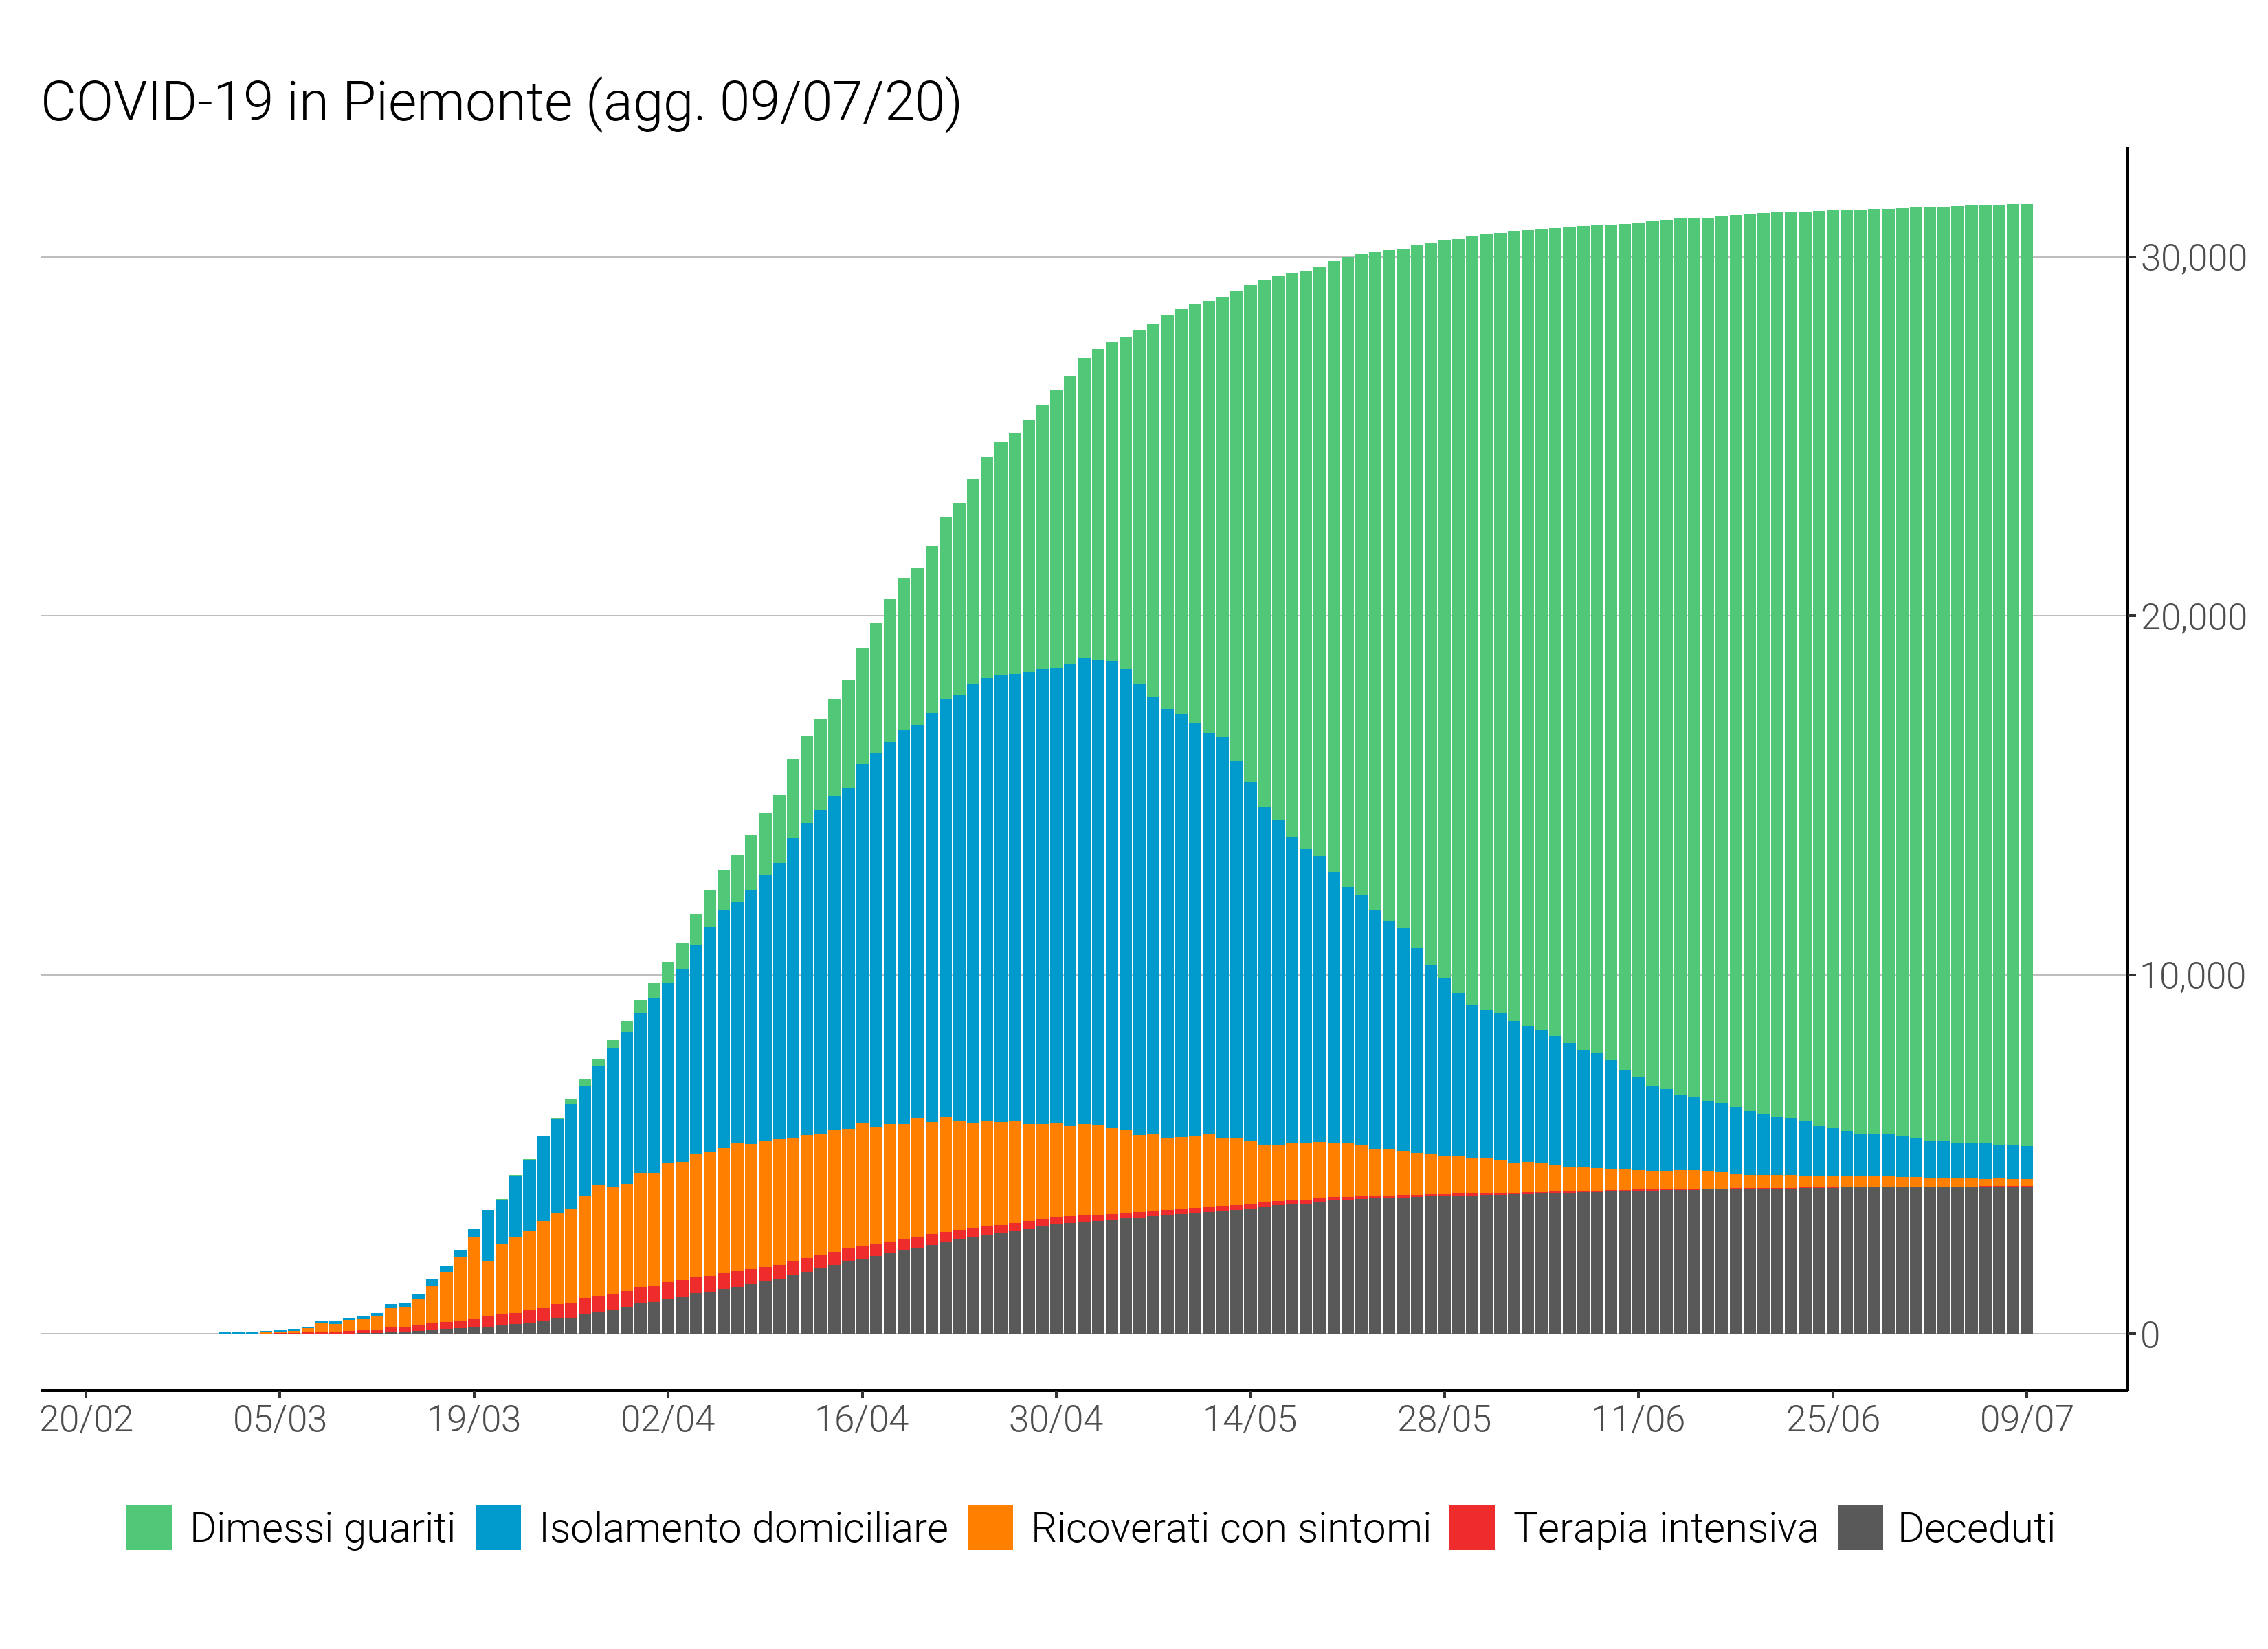 COVID-19 in Piemonte (agg. 09/07/20)
30,000
20,000
10,000
0
20/02 05/03 19/03 02/04 16/04 30/04 14/05 28/05 11/06 25/06 09/07
Dimessi guariti Isolamento domiciliare Ricoverati con sintomi Terapia intensiva Deceduti